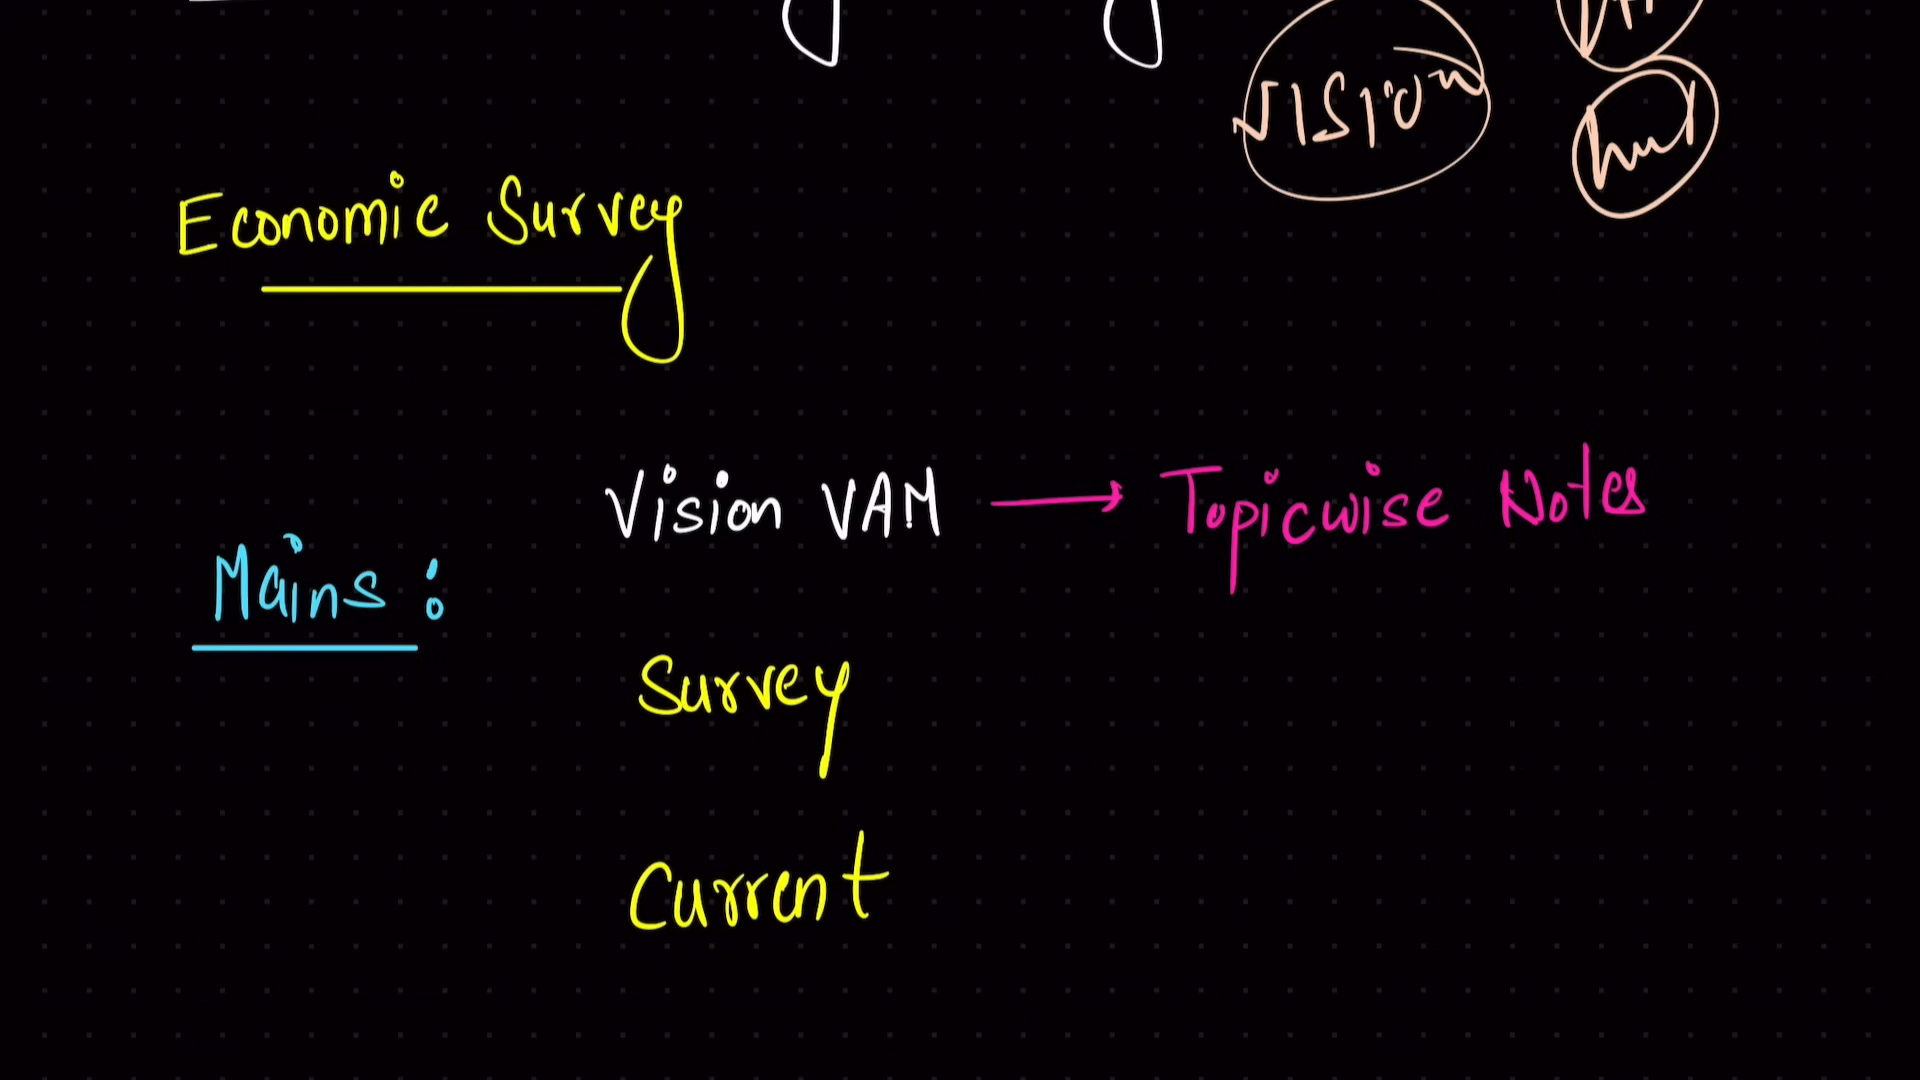 VISION
Economic Survey
Vision VAM → Topicwise Notes
Mains :
Survey
Current